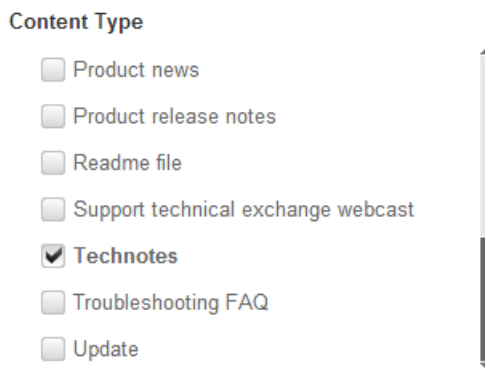 Content Type
Product news
Product release notes
Readme file
Support technical exchange webcast
Technotes
Troubleshooting FAQ
Update